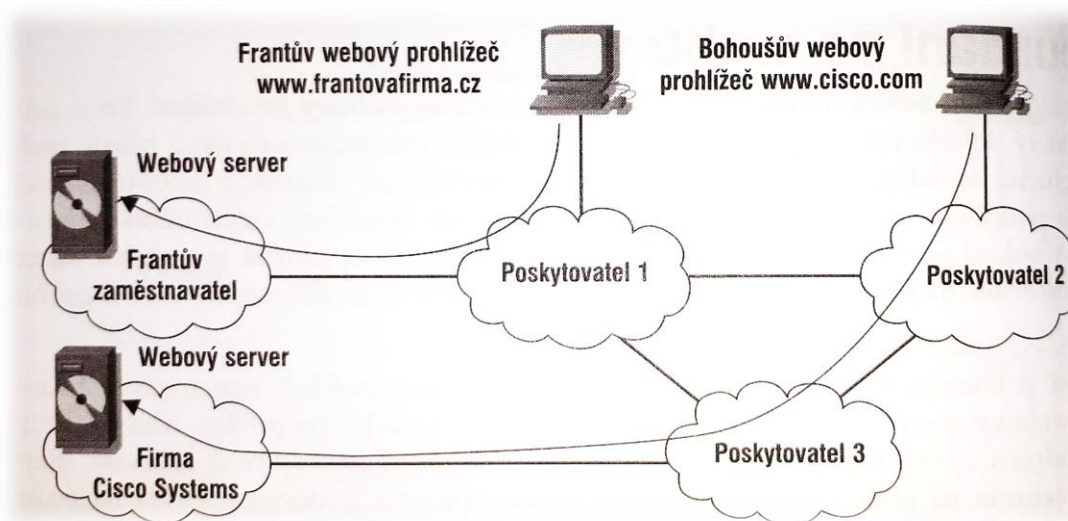 Frantův webový prohlížeč
www.frantovafirma.cz
Bohoušův webový
prohlížeč www.cisco.com
Webový server
Frantův
zaměstnavatel
Poskytovatel 1
Poskytovatel 2
Webový server
Firma
Cisco Systems
Poskytovatel 3